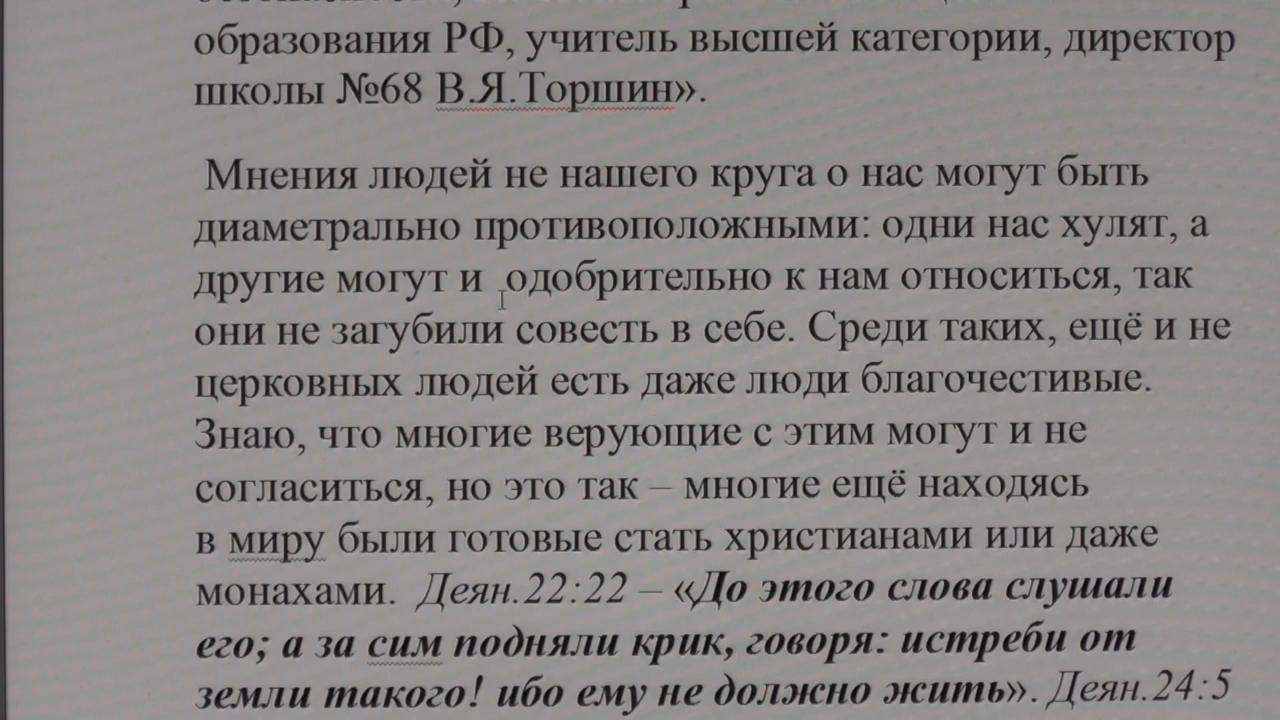 образования РФ, учитель высшей категории, директор
школы №68 В.Я.Торшин».
Мнения людей не нашего круга о нас могут быть
диаметрально противоположными: одни нас хулят, а
другие могут и одобрительно к нам относиться, так
они не загубили совесть в себе. Среди таких, ещё и не
церковных людей есть даже люди благочестивые.
Знаю, что многие верующие с этим могут и не
согласиться, но это так – многие ещё находясь
в миру были готовые стать христианами или даже
монахами. Деян.22:22 – «До этого слова слушали
его; а за сим подняли крик, говоря: истреби от
земли такого! ибо ему не должно жить». Деян.24:5